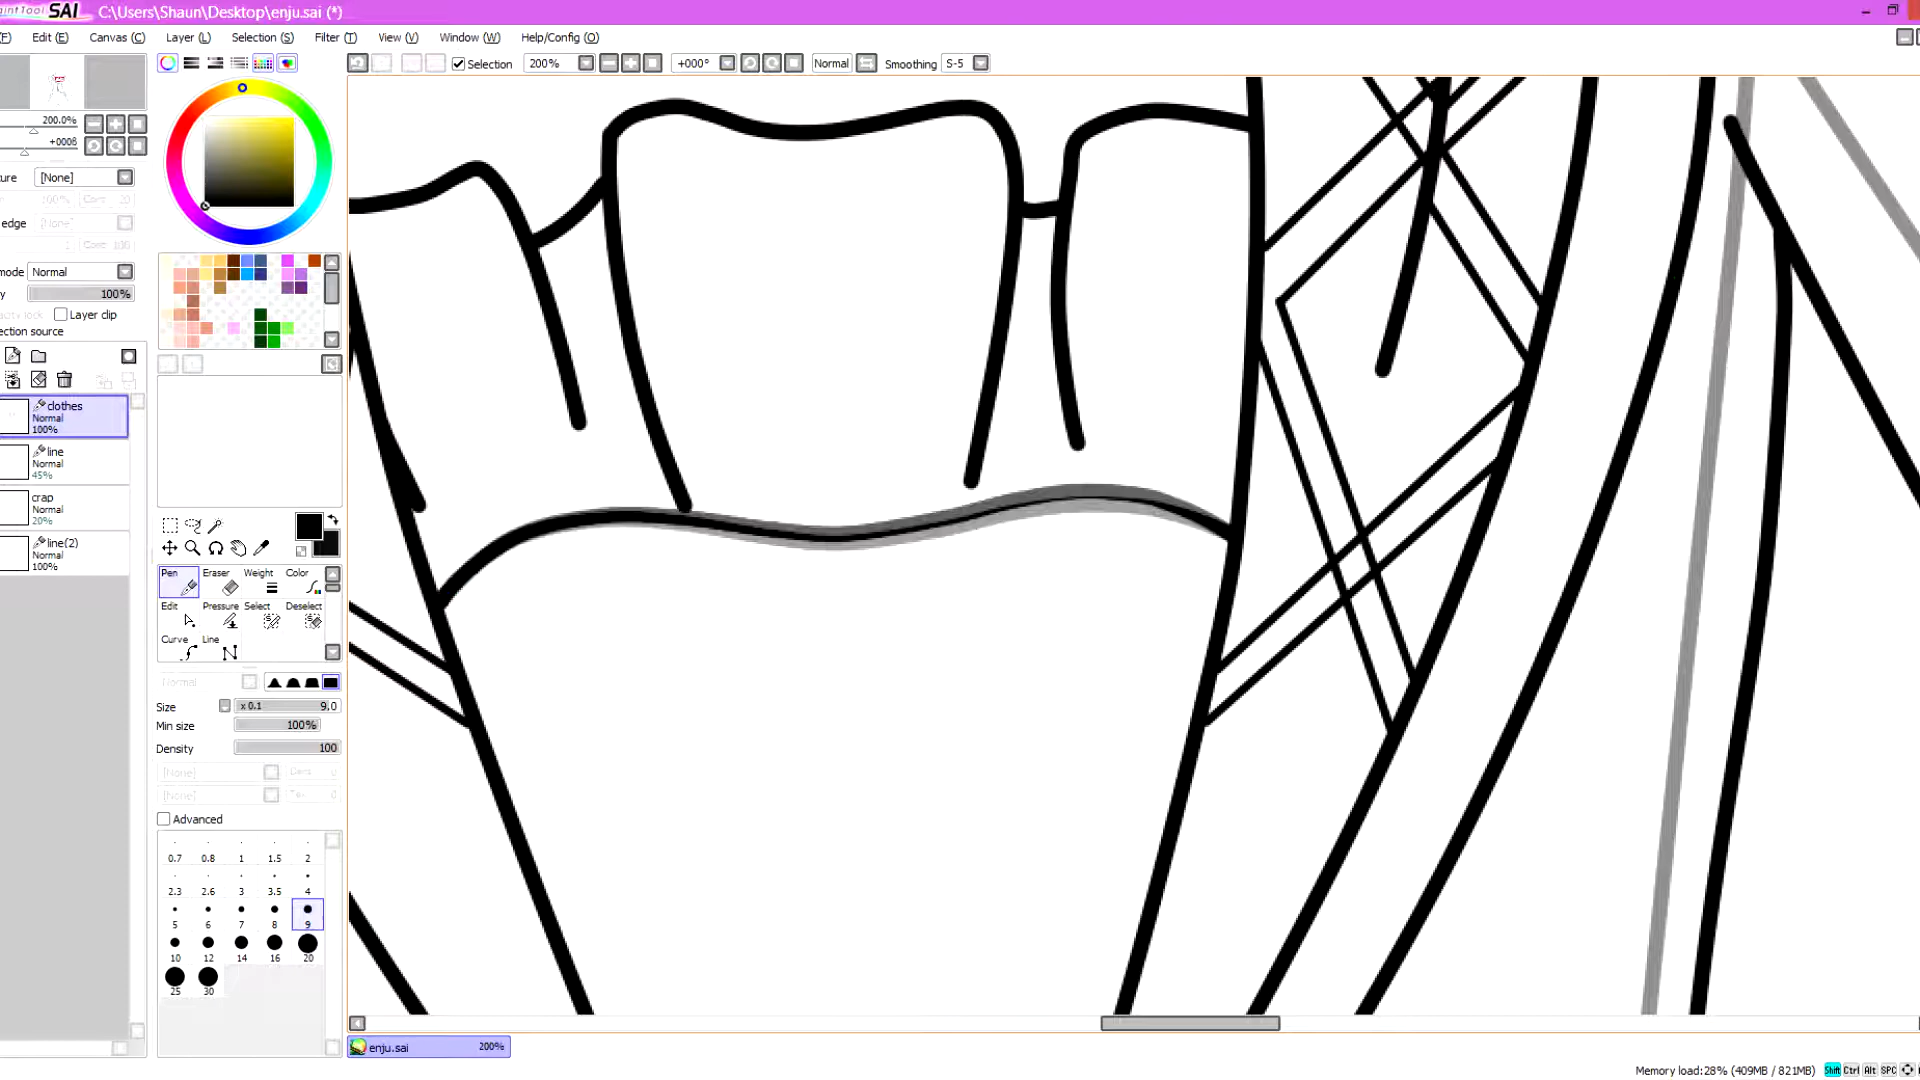 SAI C:\Users\Shaun\Desktop\enju.sai (*)
(F) Edit (E) Canvas (C) Layer (L) Selection (S) Filter (T) View (V) Window (W) Help/Config (O)
Selection 200% +000° Normal Smoothing S-5
200.0%
[None]
edge
Normal
100%
Layer clip
clothes
Normal
100%
line
Normal
45%
crap
20%
line(2)
Normal
100%
Pen Eraser Weight Color
Edit Pressure Select Deselect
Curve Line
Normal
Size x 0.1 9.0
Min size 100%
Density 100
[None]
[None]
Advanced
0.7 0.8 1 1.5 2
2.3 2.6 3 3.5 4
5 6 7 8 9
10 12 14 16 20
25 30
enju.sai 200%
Memory load:28% (409MB / 821MB) Shift Ctrl Alt SPC